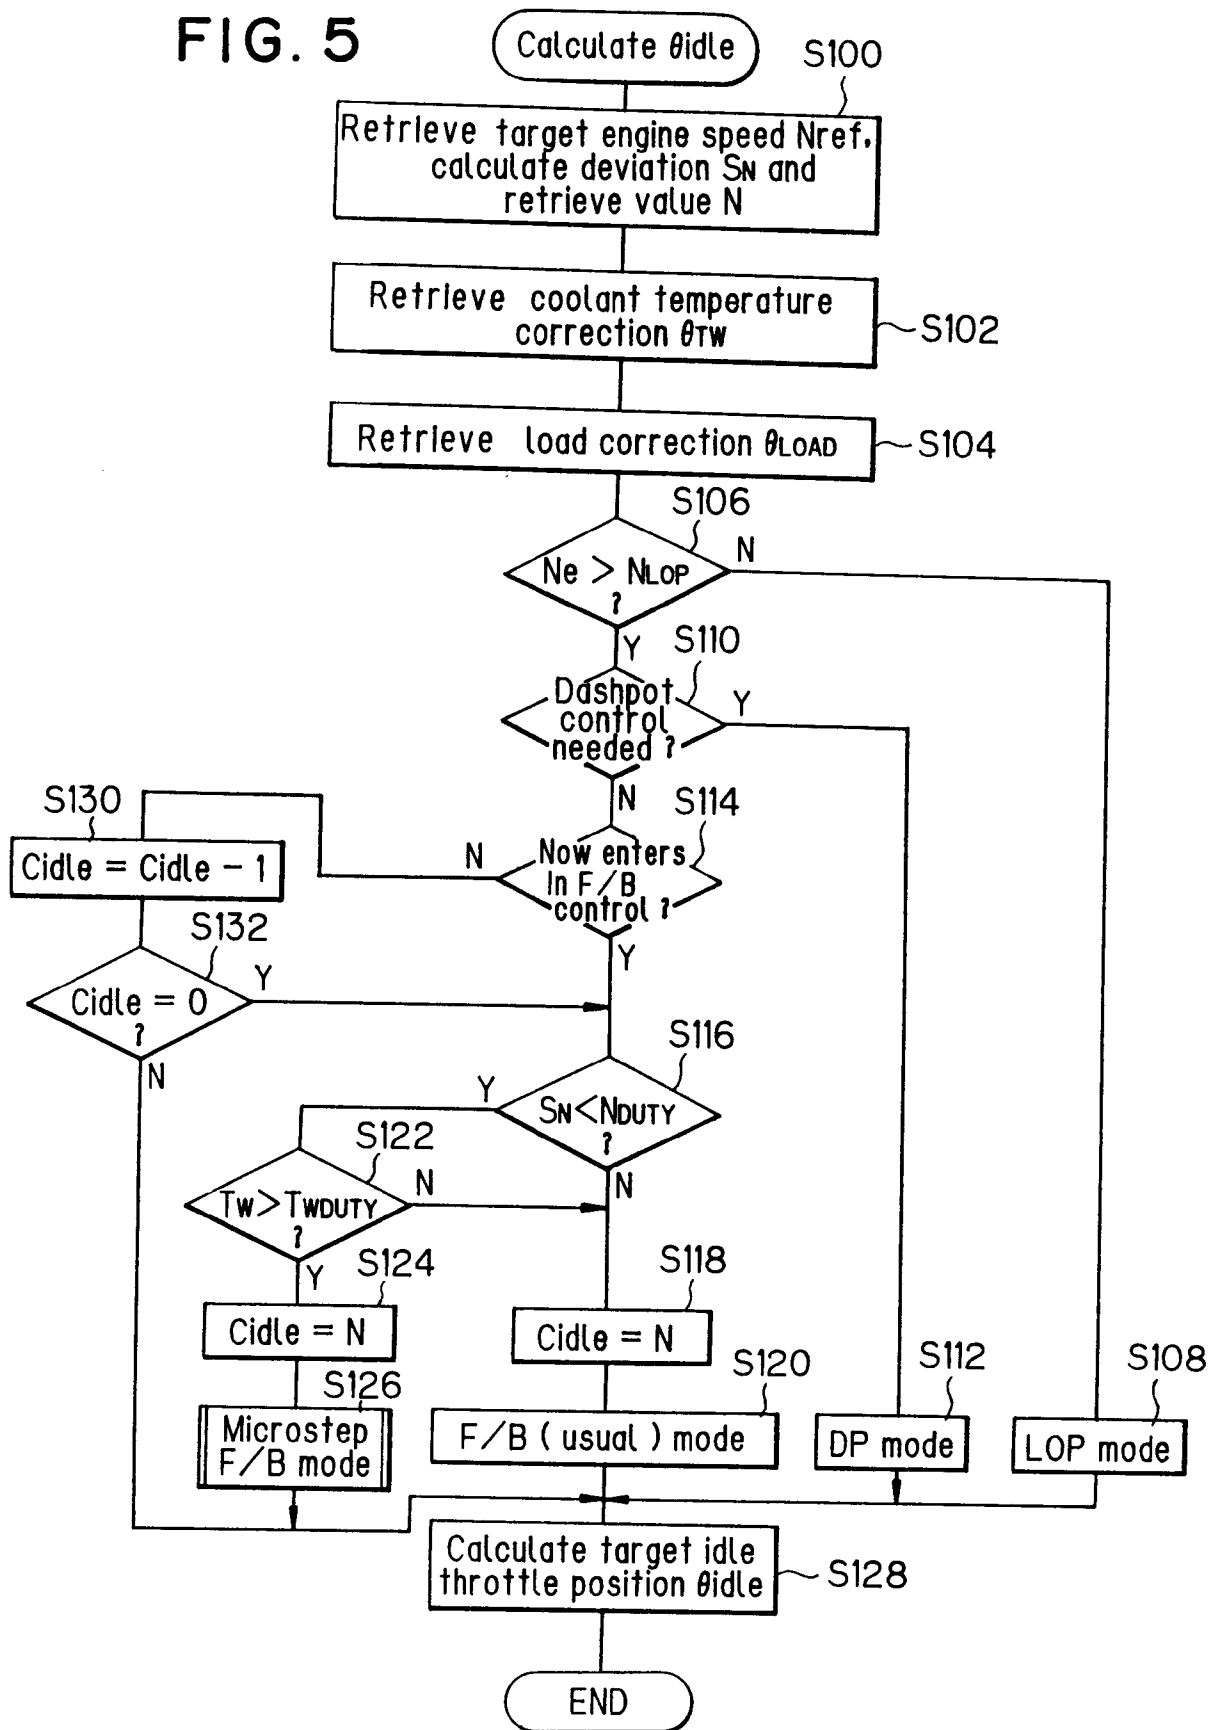 FIG. 5
Calculate θidle
S100
Retrieve target engine speed Nref,
calculate deviation SN and
retrieve value N
Retrieve coolant temperature
correction θTW
S102
Retrieve load correction θLOAD
S104
S106
Ne > NLOP
?
N
Y
S110
Dashpot
control
needed ?
Y
N
S130
Cidle = Cidle - 1
S114
Now enters
In F/B
control ?
N
Y
S132
Cidle = 0
?
Y
N
S116
SN<NDUTY
?
Y
N
S122
TW>TWDUTY
?
N
Y
S124
Cidle = N
S118
Cidle = N
S126
Microstep
F/B mode
S120
F/B ( usual ) mode
S112
DP mode
S108
LOP mode
Calculate target idle
throttle position θidle
S128
END